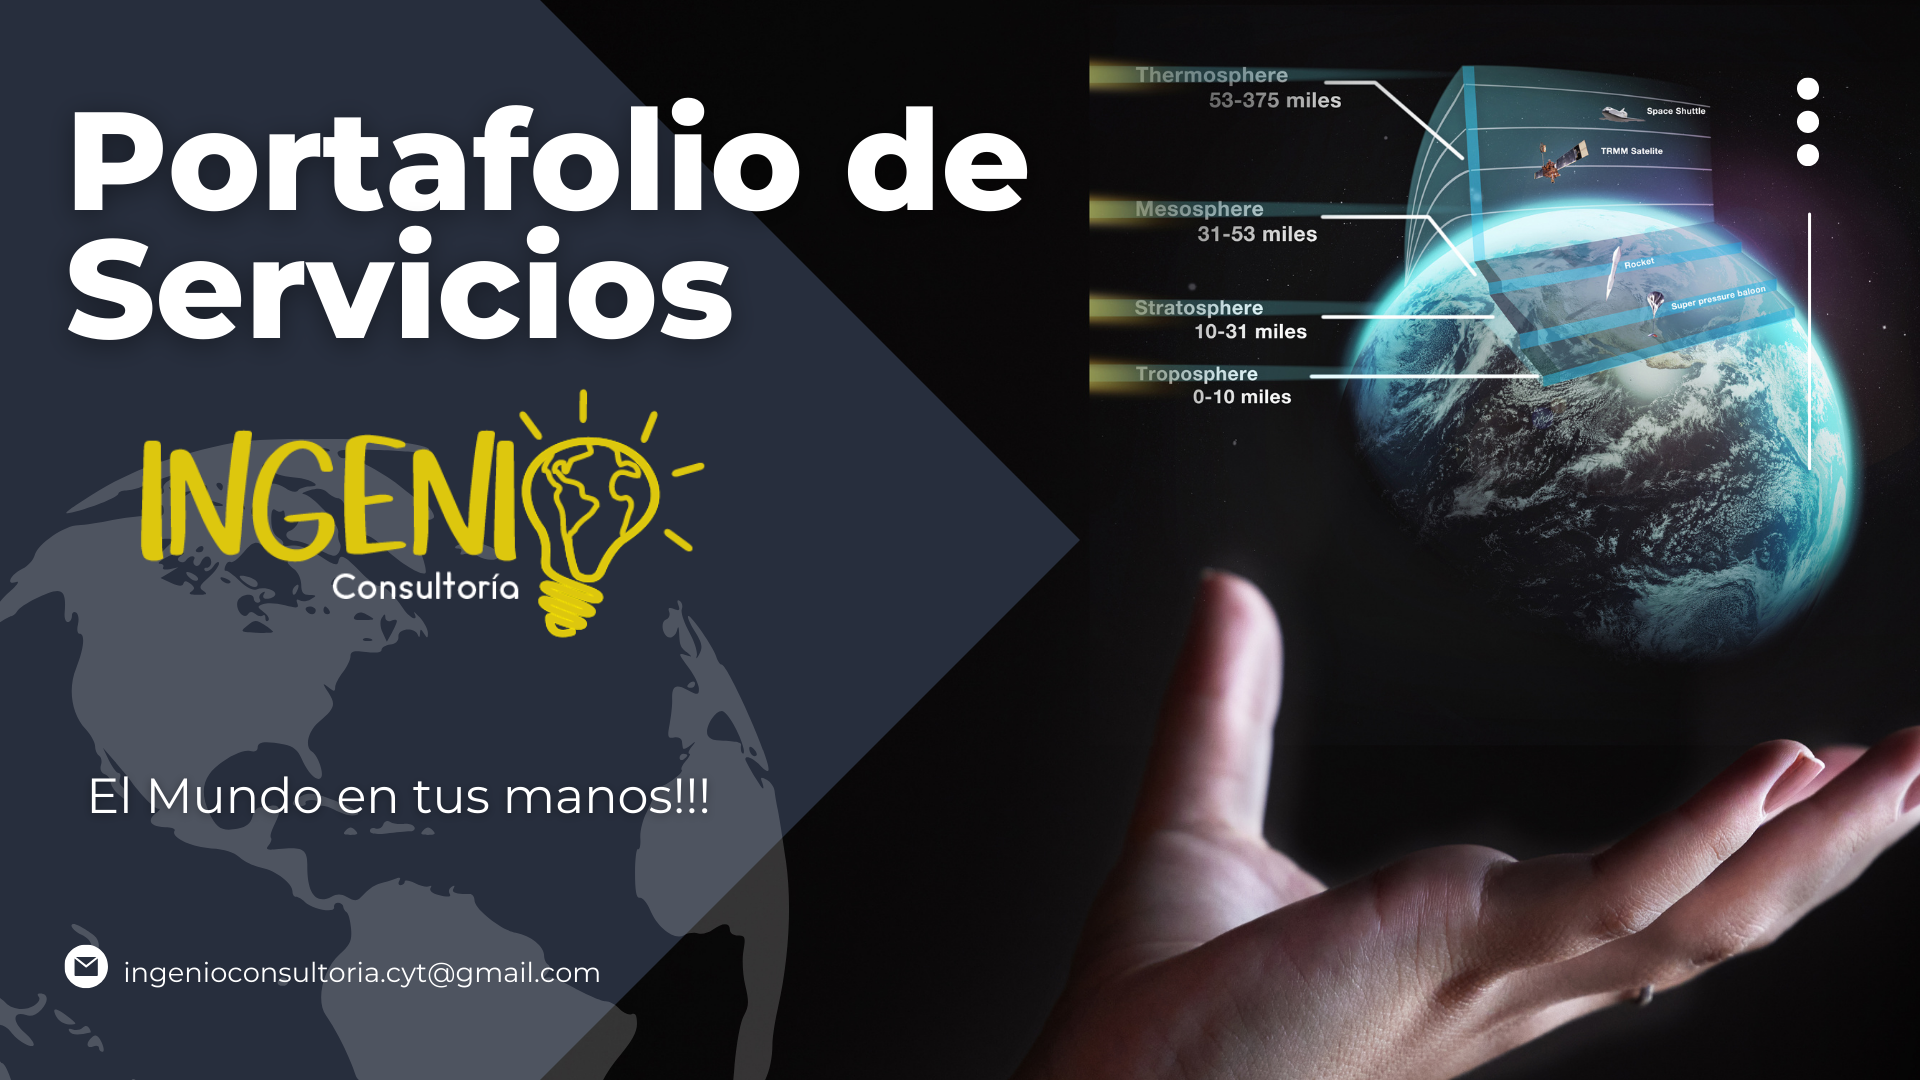 Portafolio de
Servicios
INGENIO
Consultoría
El Mundo en tus manos!!!
ingenioconsultoria.cyt@gmail.com
Thermosphere
53-375 miles
Mesosphere
31-53 miles
Stratosphere
10-31 miles
Troposphere
0-10 miles
Space Shuttle
TRMM Satelite
Rocket
Super pressure baloon